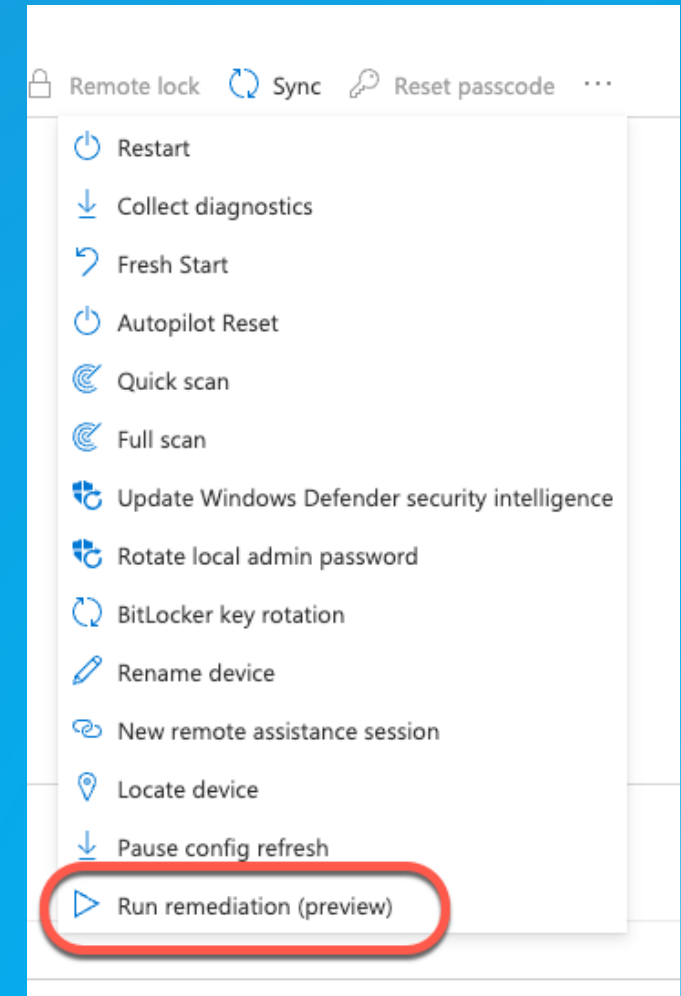 Remote lock Sync Reset passcode ...
Restart
Collect diagnostics
Fresh Start
Autopilot Reset
Quick scan
Full scan
Update Windows Defender security intelligence
Rotate local admin password
BitLocker key rotation
Rename device
New remote assistance session
Locate device
Pause config refresh
Run remediation (preview)